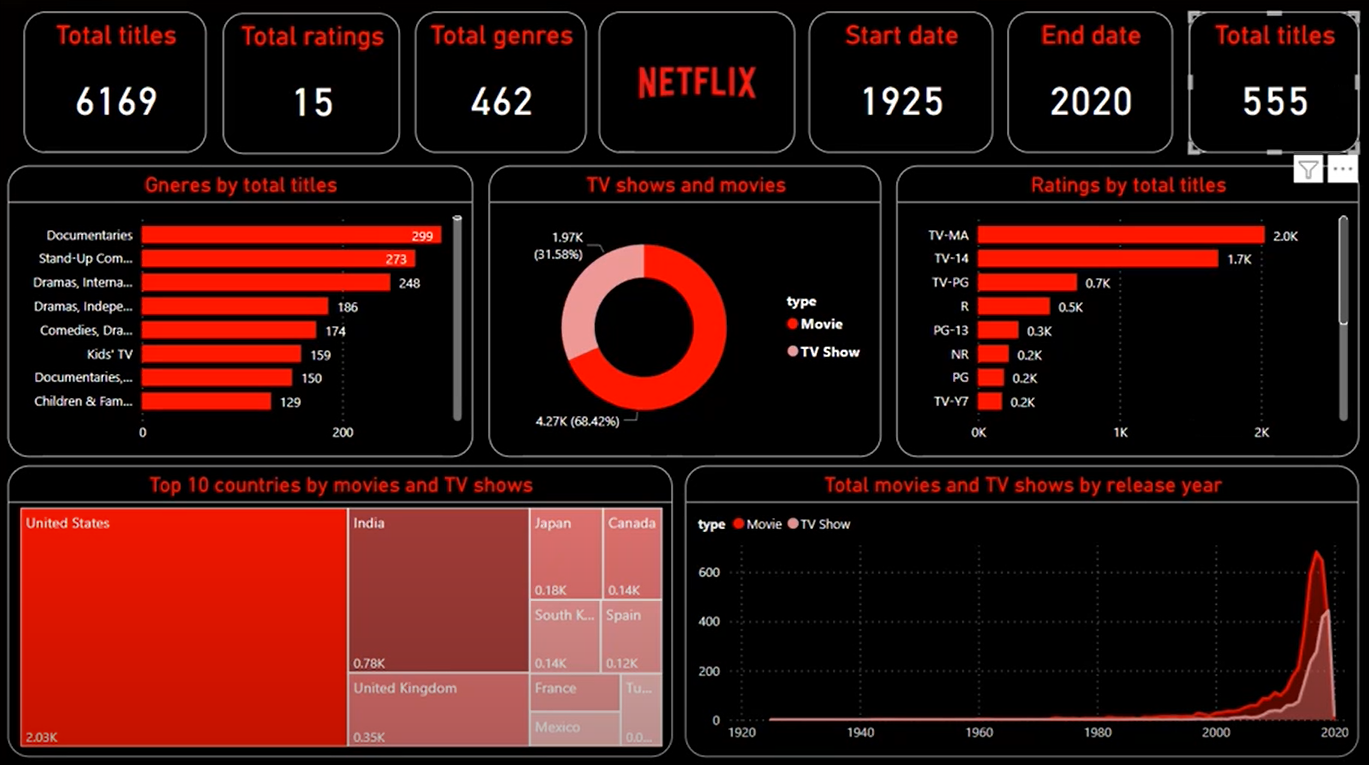 Total titles
6169
Total ratings
15
Total genres
462
NETFLIX
Start date
1925
End date
2020
Total titles
555
Gneres by total titles
Documentaries
299
Stand-Up Com...
273
Dramas, Interna...
248
Dramas, Indepe...
186
Comedies, Dra...
174
Kids' TV
159
Documentaries,...
150
Children & Fam...
129
0
200
TV shows and movies
1.97K
(31.58%)
4.27K (68.42%)
type
Movie
TV Show
Ratings by total titles
TV-MA
2.0K
TV-14
1.7K
TV-PG
0.7K
R
0.5K
PG-13
0.3K
NR
0.2K
PG
0.2K
TV-Y7
0.2K
0K
1K
2K
Top 10 countries by movies and TV shows
United States
2.03K
India
0.78K
United Kingdom
0.35K
Japan
0.18K
Canada
0.14K
South K...
0.14K
Spain
0.12K
France
Mexico
Tu...
0.0...
Total movies and TV shows by release year
type Movie TV Show
600
400
200
0
1920
1940
1960
1980
2000
2020